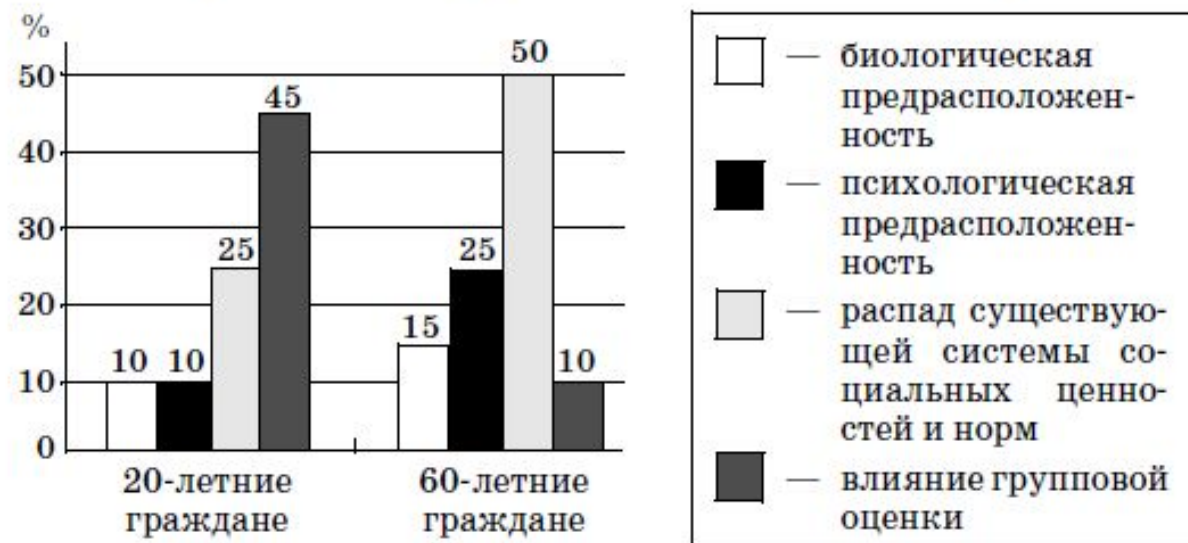 %
50
40
30
20
10
0
10 10 25 45
15 25 50 10
20-летние
граждане
60-летние
граждане
— биологическая
предрасположен-
ность
— психологическая
предрасположен-
ность
— распад существую-
щей системы со-
циальных ценно-
стей и норм
— влияние групповой
оценки